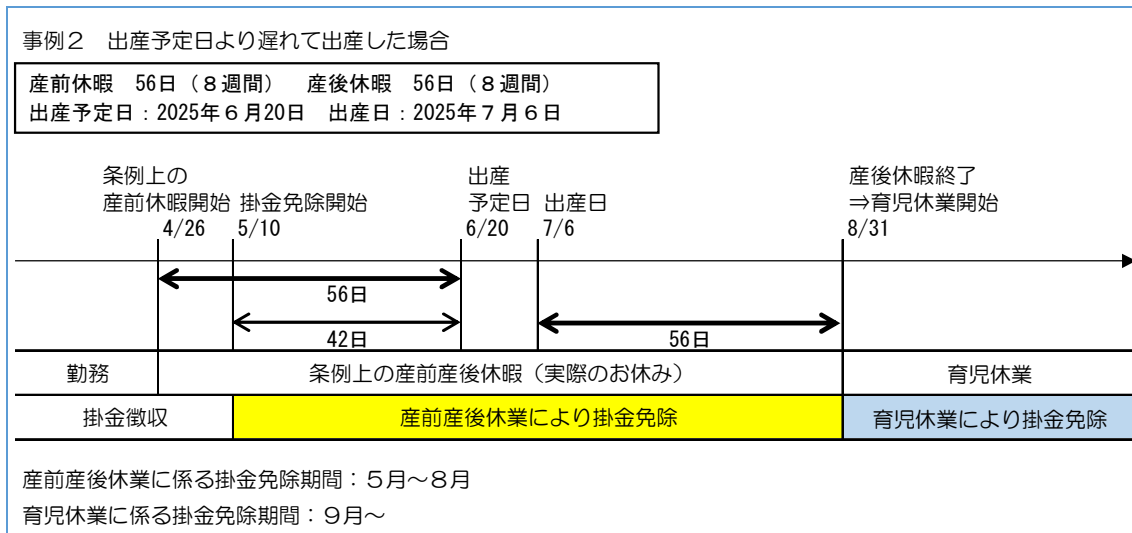 事例２　出産予定日より遅れて出産した場合
産前休暇　56日（８週間）　　産後休暇　56日（８週間）
出産予定日：2025年６月20日　出産日：2025年７月６日
条例上の
産前休暇開始
4/26
掛金免除開始
5/10
出産
予定日
6/20
出産日
7/6
産後休暇終了
⇒育児休業開始
8/31
56日
42日
56日
勤務
条例上の産前産後休暇（実際のお休み）
育児休業
掛金徴収
産前産後休業により掛金免除
育児休業により掛金免除
産前産後休業に係る掛金免除期間：５月～８月
育児休業に係る掛金免除期間：９月～